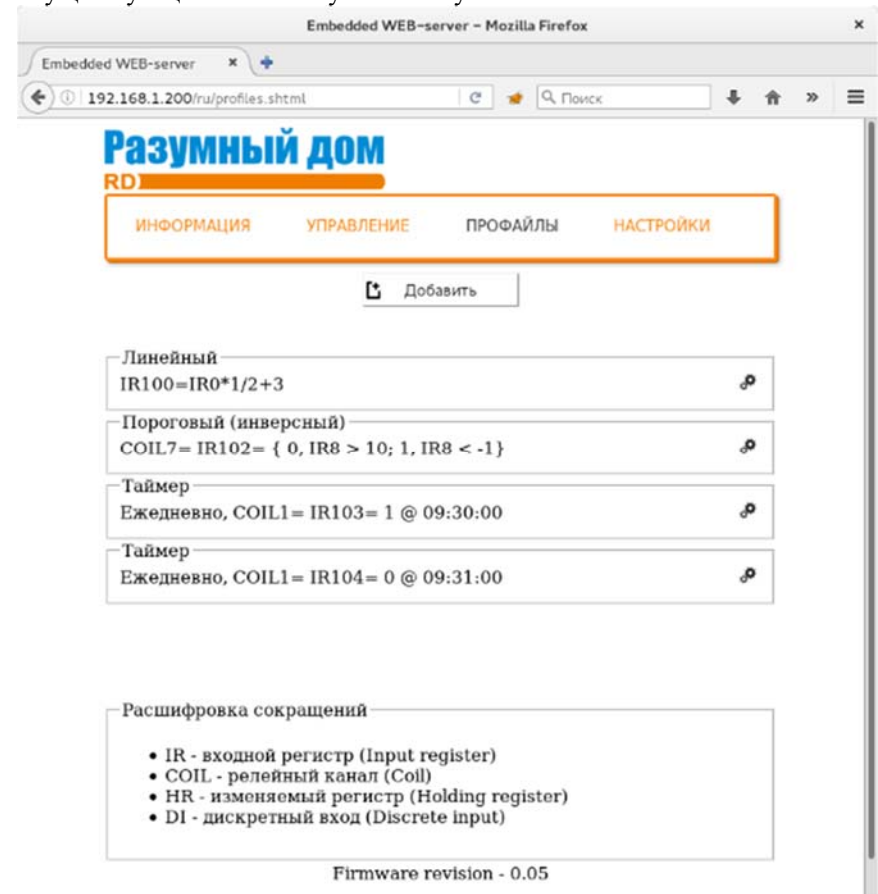 Embedded WEB-server – Mozilla Firefox
Embedded WEB-server
192.168.1.200/ru/profiles.shtml
Поиск
Разумный дом
RD
ИНФОРМАЦИЯ УПРАВЛЕНИЕ ПРОФАЙЛЫ НАСТРОЙКИ
Добавить
Линейный
IR100=IR0*1/2+3
Пороговый (инверсный)
COIL7= IR102= { 0, IR8 > 10; 1, IR8 < -1}
Таймер
Ежедневно, COIL1= IR103= 1 @ 09:30:00
Таймер
Ежедневно, COIL1= IR104= 0 @ 09:31:00
Расшифровка сокращений
• IR - входной регистр (Input register)
• COIL - релейный канал (Coil)
• HR - изменяемый регистр (Holding register)
• DI - дискретный вход (Discrete input)
Firmware revision - 0.05